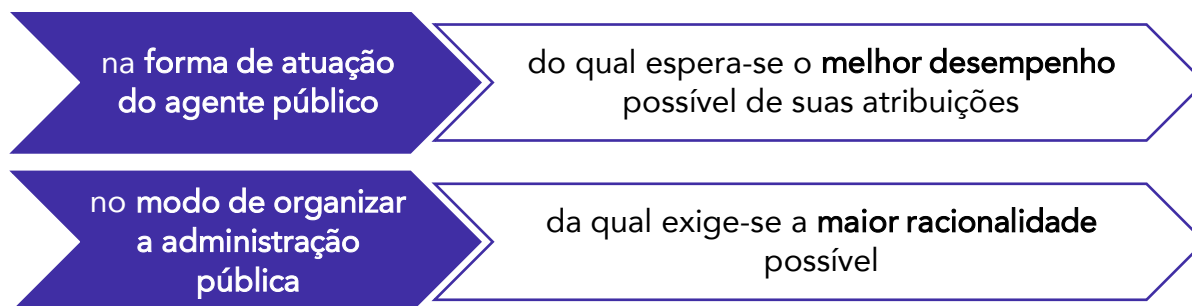 na forma de atuação
do agente público
do qual espera-se o melhor desempenho
possível de suas atribuições
no modo de organizar
a administração
pública
da qual exige-se a maior racionalidade
possível